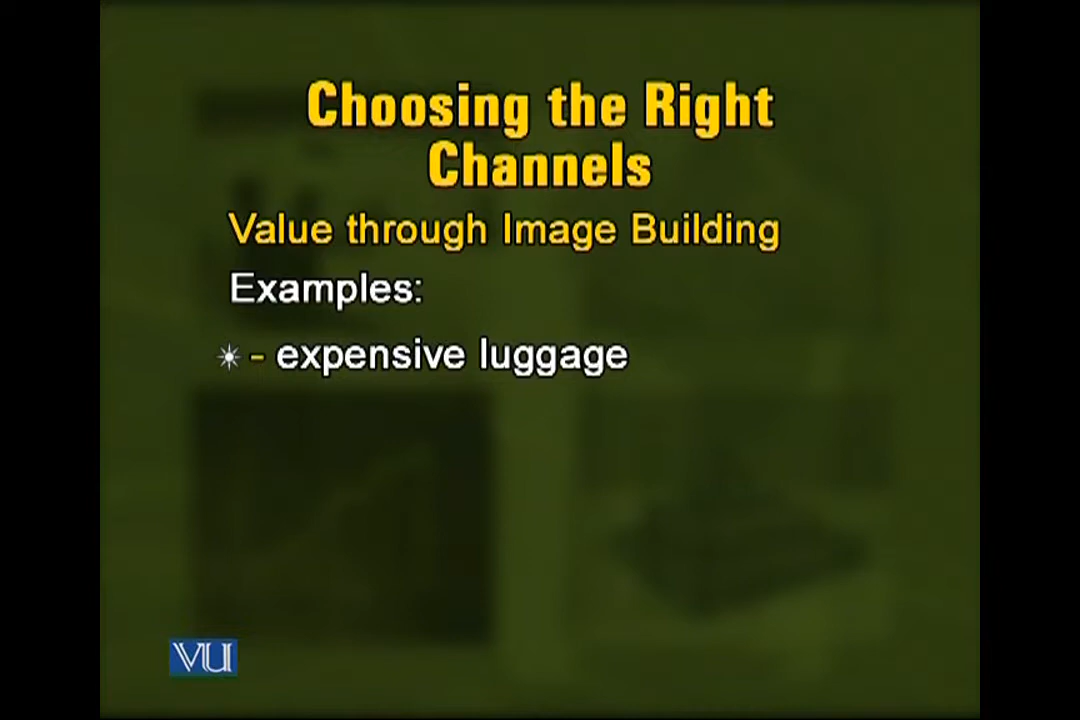 Choosing the Right
Channels
Value through Image Building
Examples:
- expensive luggage
VU